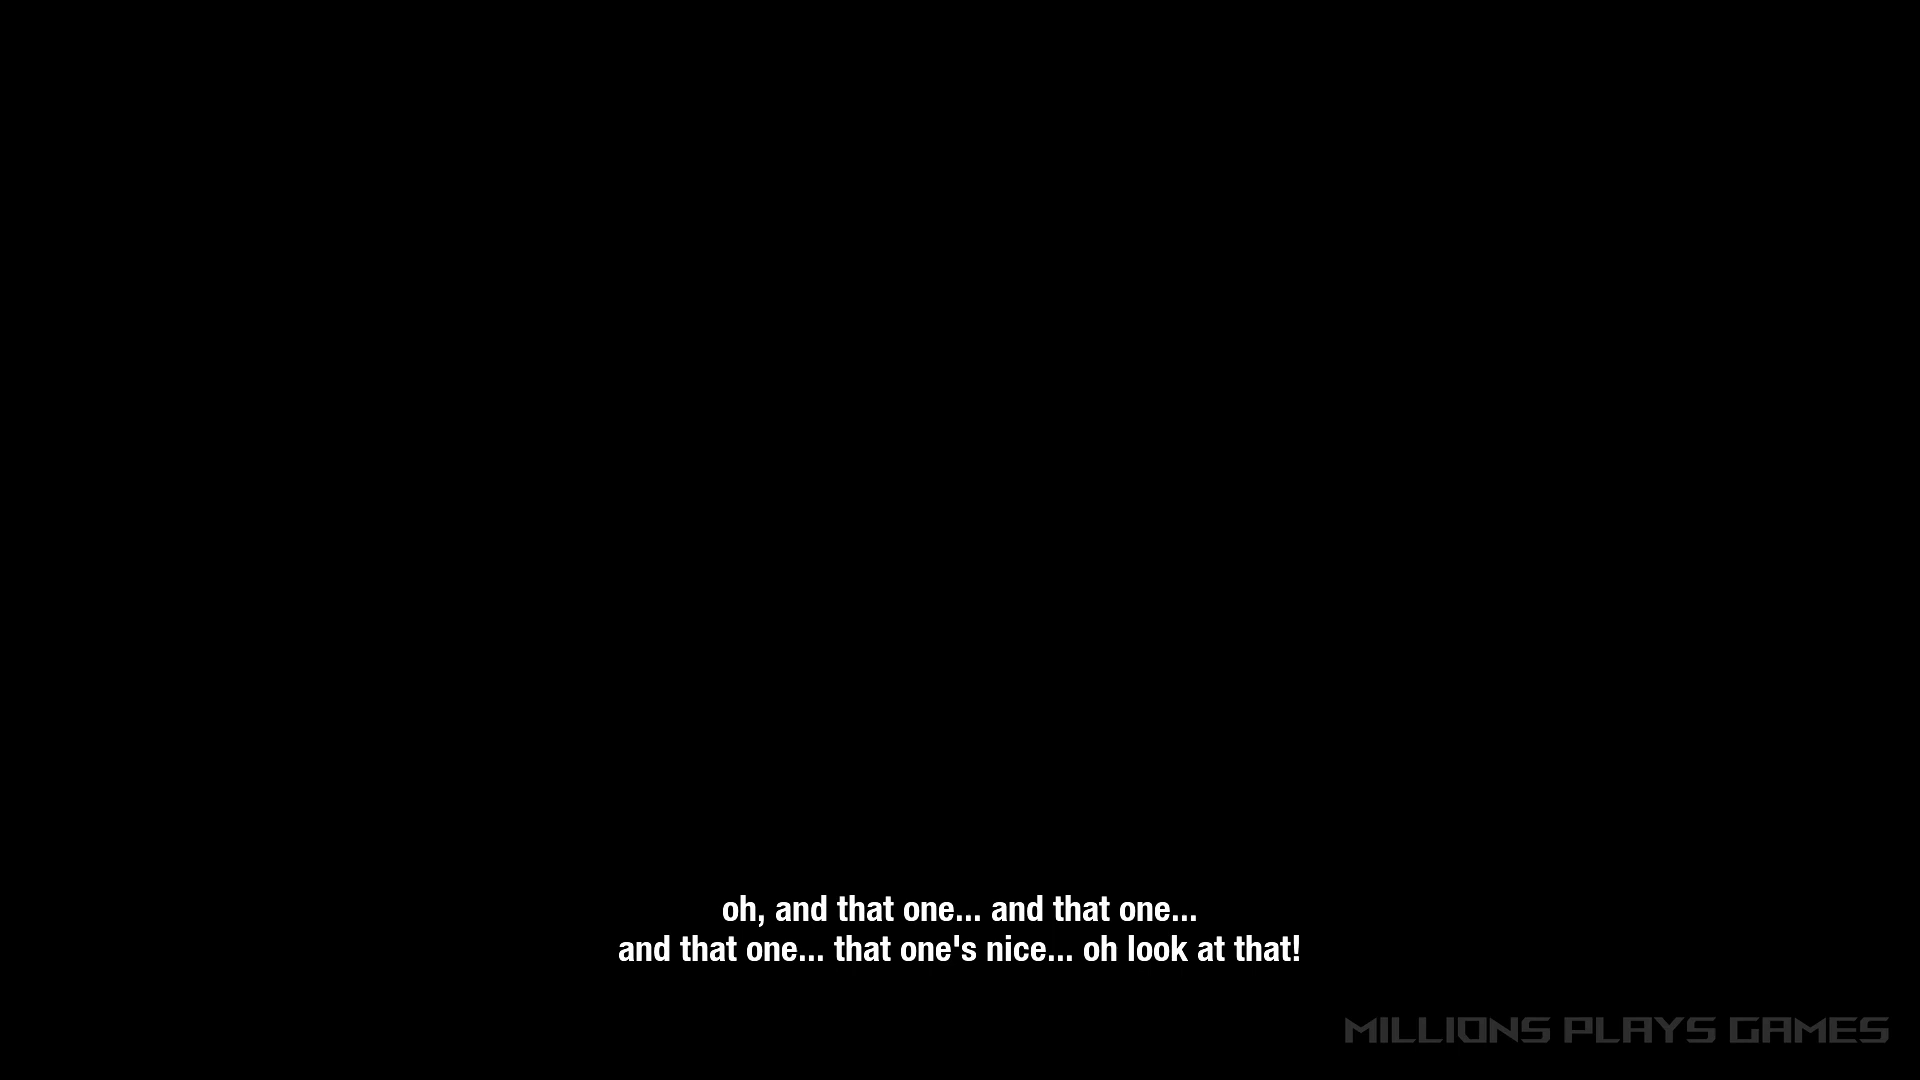 oh, and that one... and that one...
and that one... that one's nice... oh look at that!
MILLIONS PLAYS GAMES